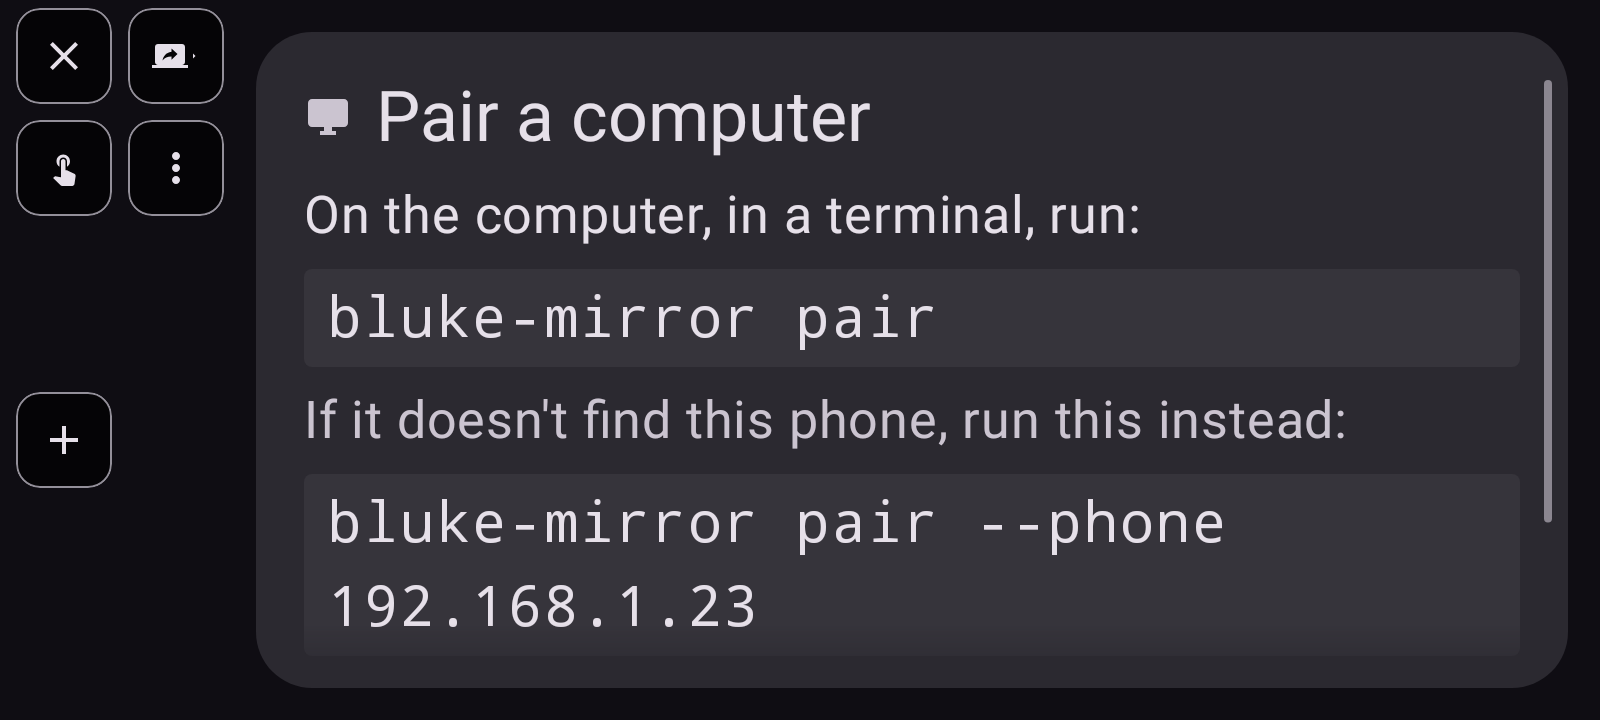 Pair a computer
On the computer, in a terminal, run:
bluke-mirror pair
If it doesn't find this phone, run this instead:
bluke-mirror pair --phone
192.168.1.23